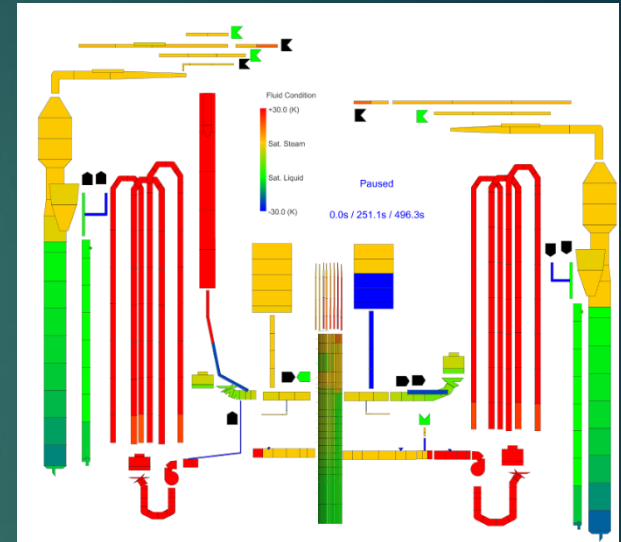 Fluid Condition
+30.0 (K)
Sat. Steam
Sat. Liquid
-30.0 (K)
Paused
0.0s / 251.1s / 496.3s